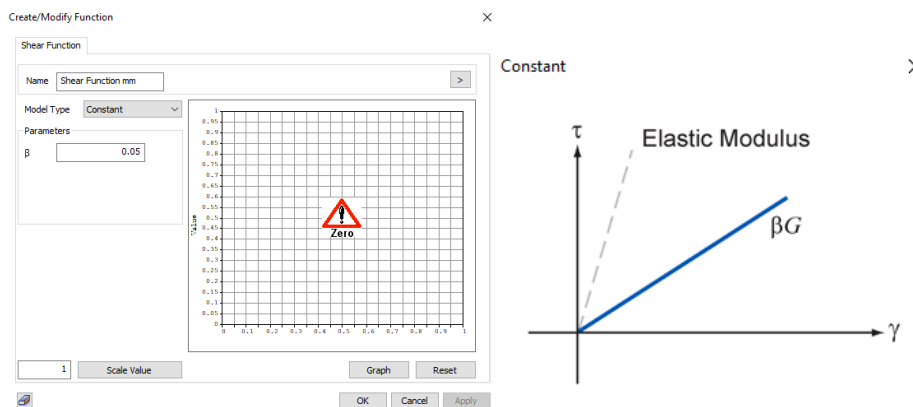 Create/Modify Function
Shear Function
Name Shear Function mm >
Model Type Constant
Parameters
β 0.05
1
0.95
0.9
0.85
0.8
0.75
0.7
0.65
0.6
0.55
0.5
0.45
0.4
0.35
0.3
0.25
0.2
0.15
0.1
0.05
0
Value
Zero
0 0.1 0.2 0.3 0.4 0.5 0.6 0.7 0.8 0.9 1
1 Scale Value Graph Reset
OK Cancel Apply
Constant
τ
Elastic Modulus
βG
γ